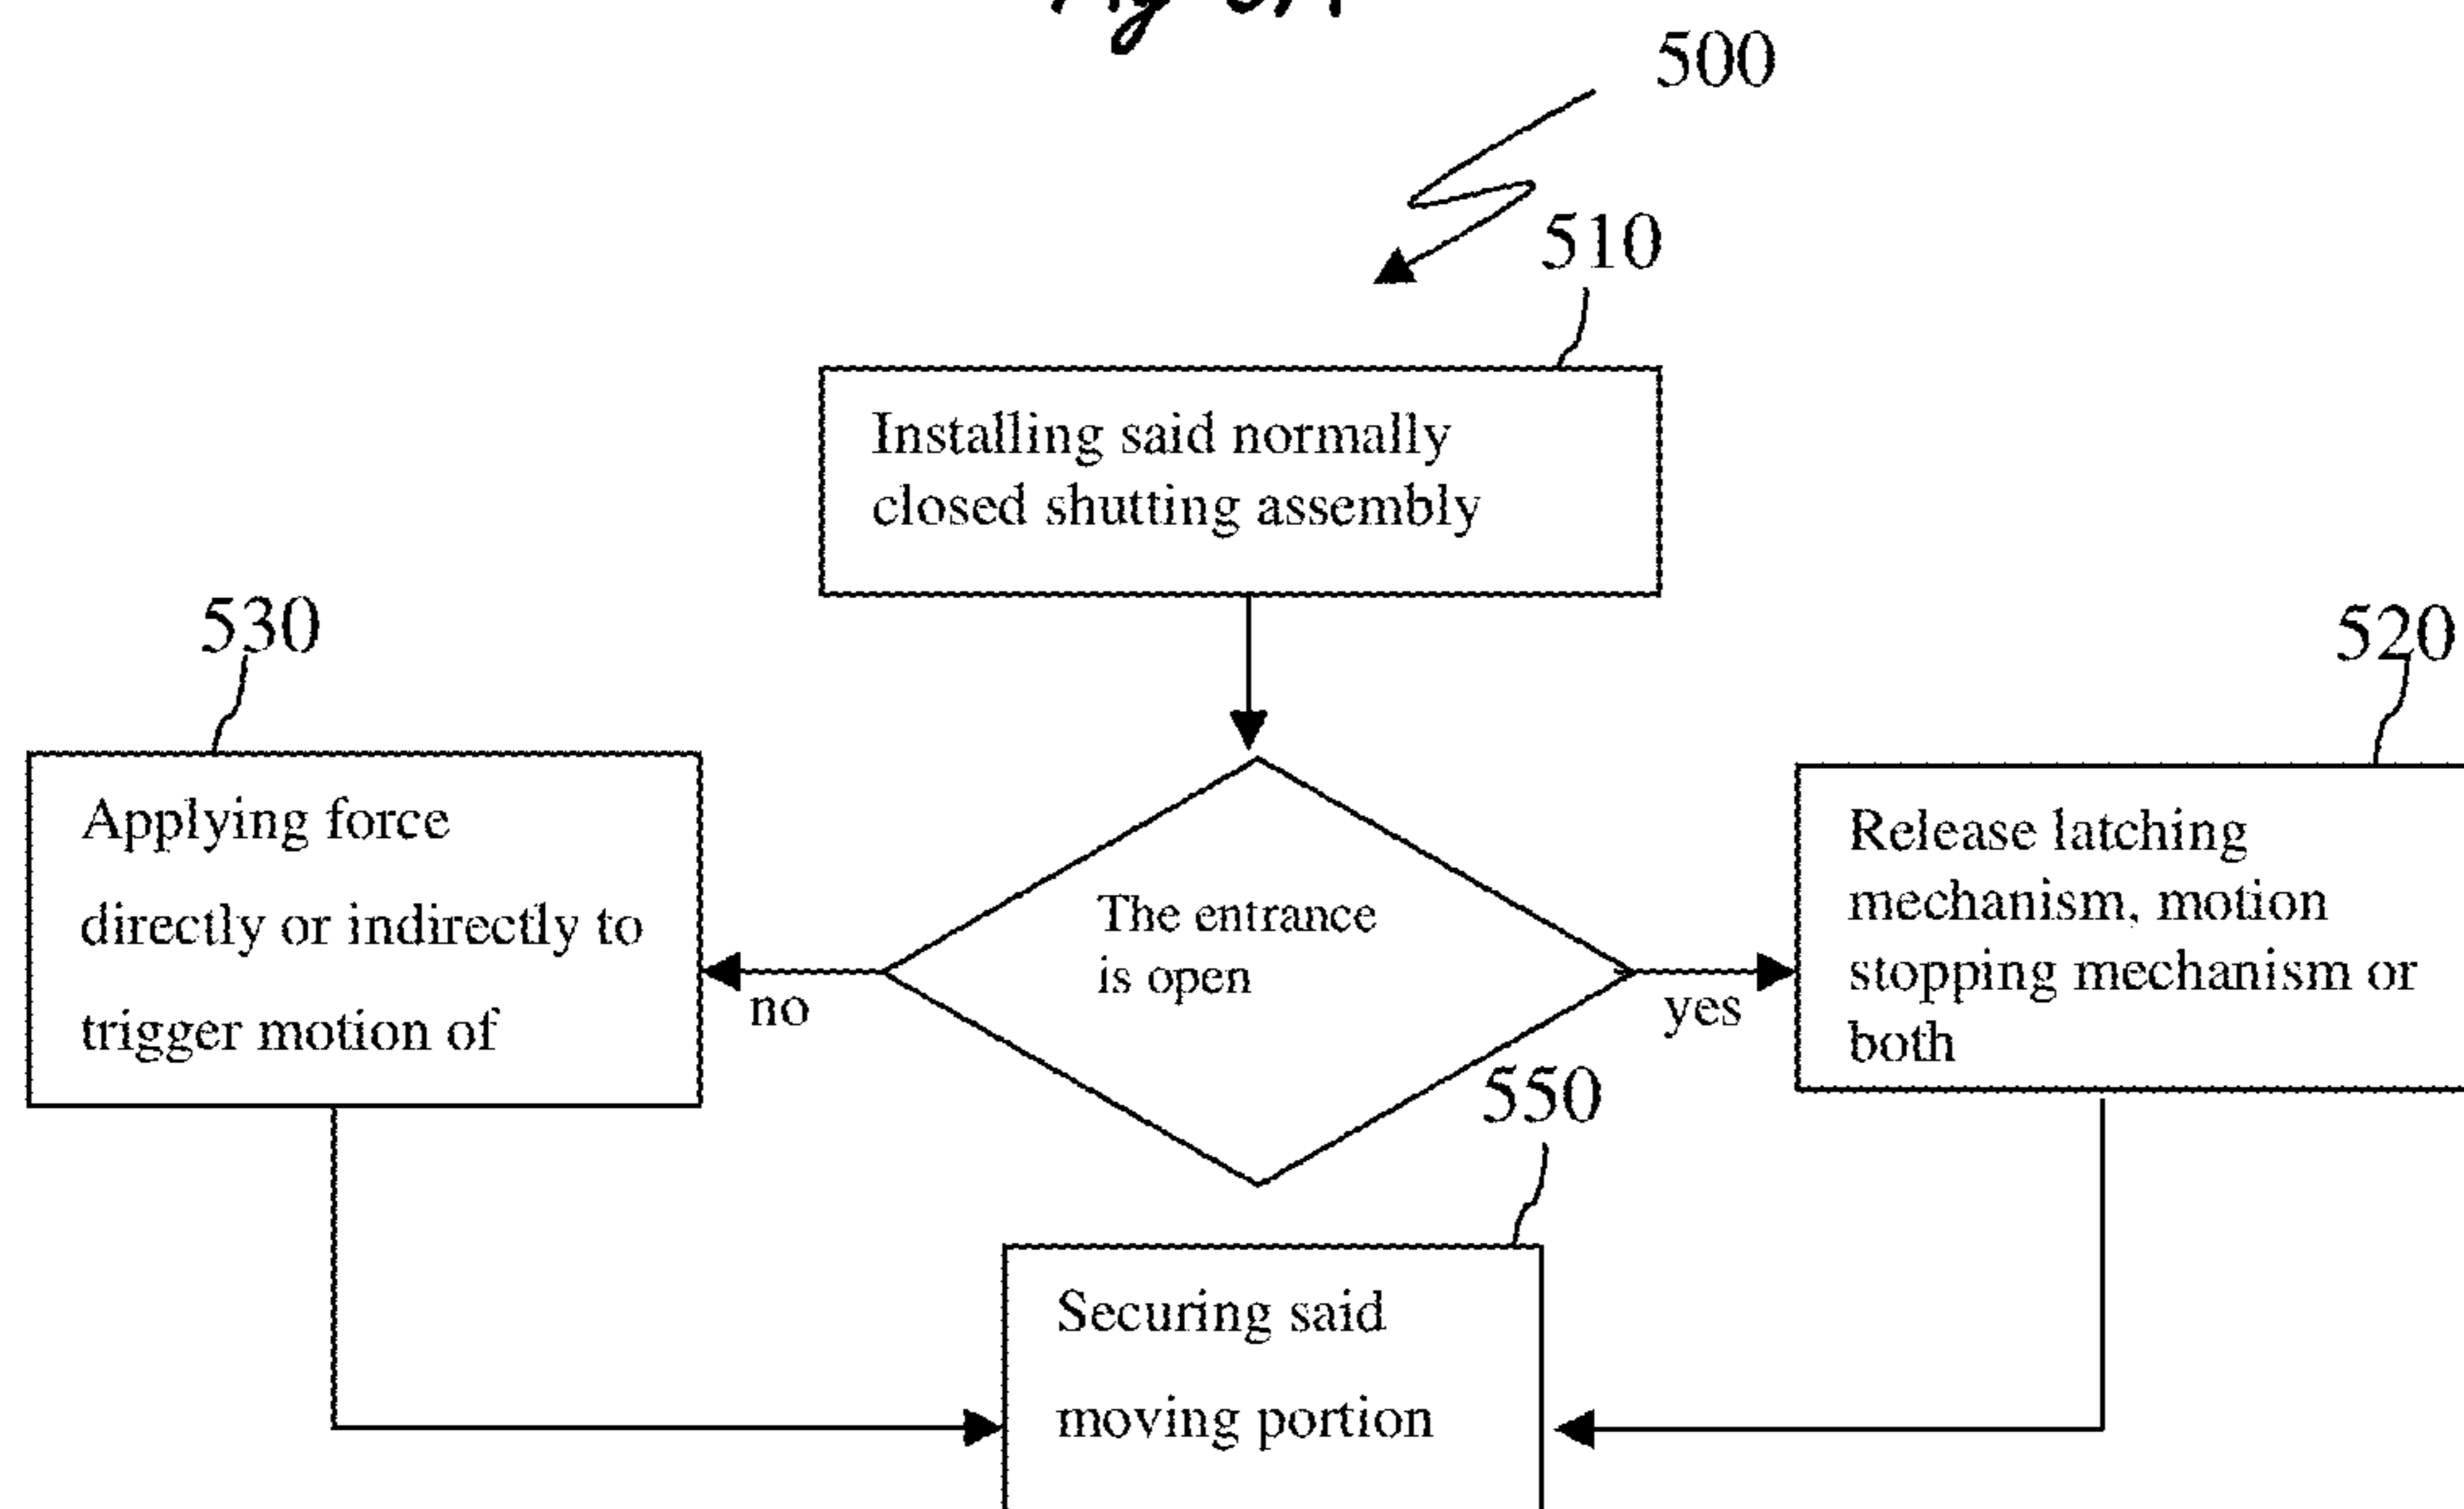 500
510
Installing said normally
closed shutting assembly
530
520
Applying force
directly or indirectly to
trigger motion of
The entrance
is open
Release latching
mechanism, motion
stopping mechanism or
both
no
yes
550
Securing said
moving portion